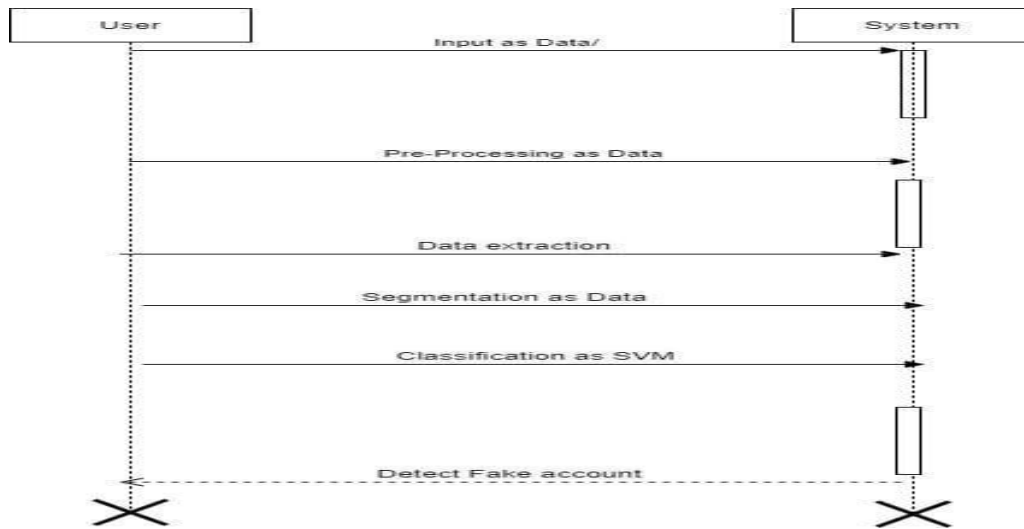 User
System
Input as Data/
Pre-Processing as Data
Data extraction
Segmentation as Data
Classification as SVM
Detect Fake account